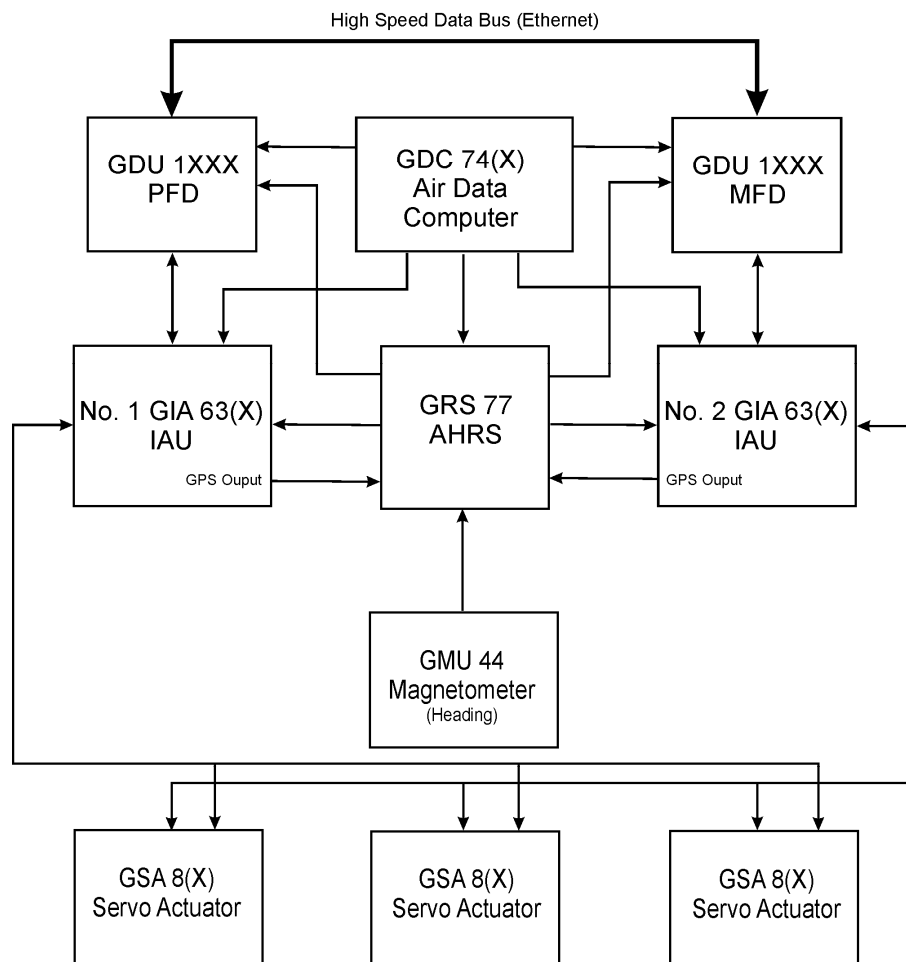 High Speed Data Bus (Ethernet)
GDU 1XXX
PFD
GDC 74(X)
Air Data
Computer
GDU 1XXX
MFD
No. 1 GIA 63(X)
IAU
GPS Ouput
GRS 77
AHRS
No. 2 GIA 63(X)
IAU
GPS Ouput
GMU 44
Magnetometer
(Heading)
GSA 8(X)
Servo Actuator
GSA 8(X)
Servo Actuator
GSA 8(X)
Servo Actuator